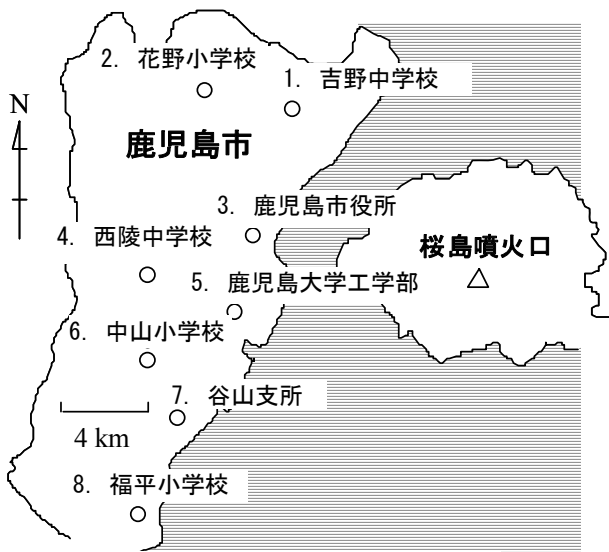 2. 花野小学校
1. 吉野中学校
N
鹿児島市
3. 鹿児島市役所
4. 西陵中学校
桜島噴火口
5. 鹿児島大学工学部
6. 中山小学校
7. 谷山支所
4 km
8. 福平小学校